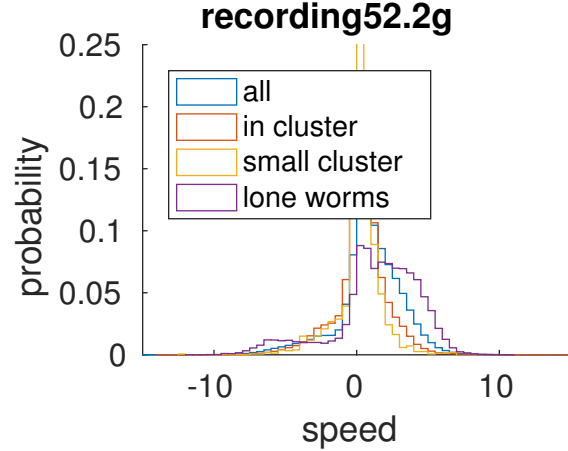 recording52.2g
0.25
0.2
0.15
0.1
0.05
0
probability
all
in cluster
small cluster
lone worms
-10
0
10
speed